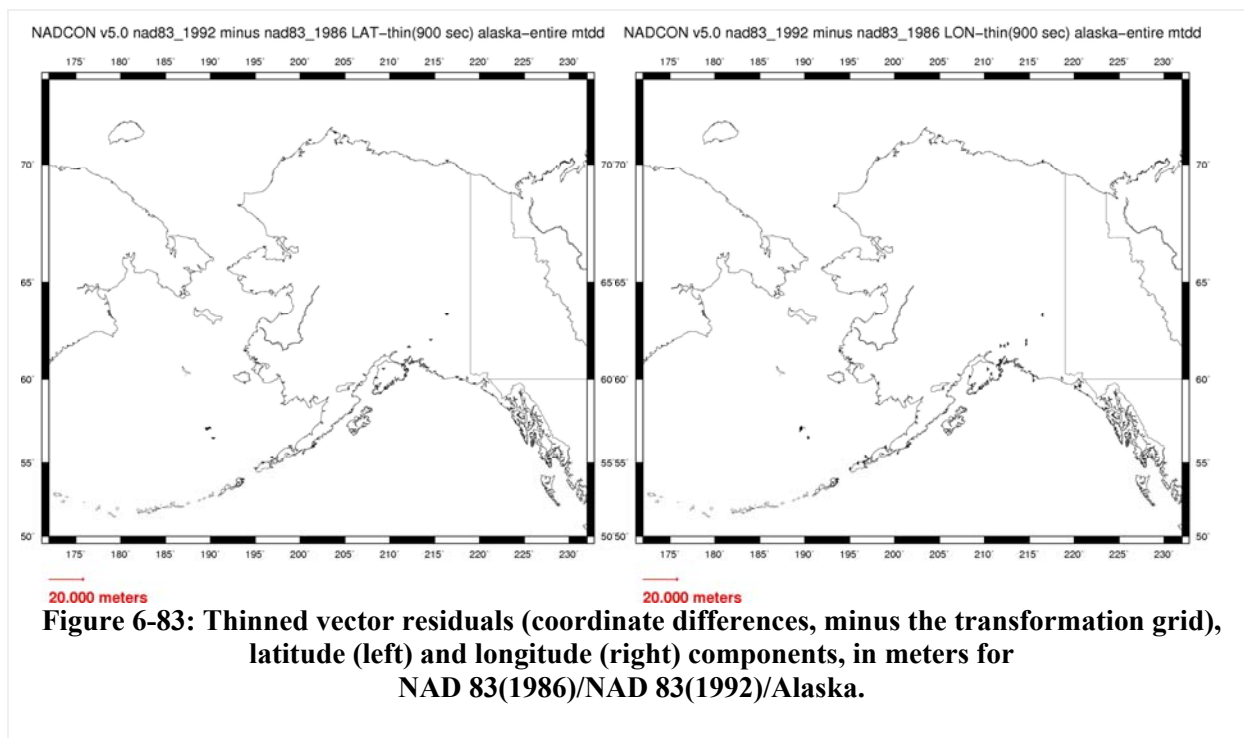 NADCON v5.0 nad83_1992 minus nad83_1986 LAT−thin(900 sec) alaska−entire mtdd
NADCON v5.0 nad83_1992 minus nad83_1986 LON−thin(900 sec) alaska−entire mtdd
175˚ 180˚ 185˚ 190˚ 195˚ 200˚ 205˚ 210˚ 215˚ 220˚ 225˚ 230˚
175˚ 180˚ 185˚ 190˚ 195˚ 200˚ 205˚ 210˚ 215˚ 220˚ 225˚ 230˚
70˚ 70˚ 70˚ 70˚
65˚ 65˚ 65˚ 65˚
60˚ 60˚ 60˚ 60˚
55˚ 55˚ 55˚ 55˚
50˚ 50˚ 50˚ 50˚
175˚ 180˚ 185˚ 190˚ 195˚ 200˚ 205˚ 210˚ 215˚ 220˚ 225˚ 230˚
175˚ 180˚ 185˚ 190˚ 195˚ 200˚ 205˚ 210˚ 215˚ 220˚ 225˚ 230˚
20.000 meters
20.000 meters
Figure 6-83: Thinned vector residuals (coordinate differences, minus the transformation grid),
latitude (left) and longitude (right) components, in meters for
NAD 83(1986)/NAD 83(1992)/Alaska.